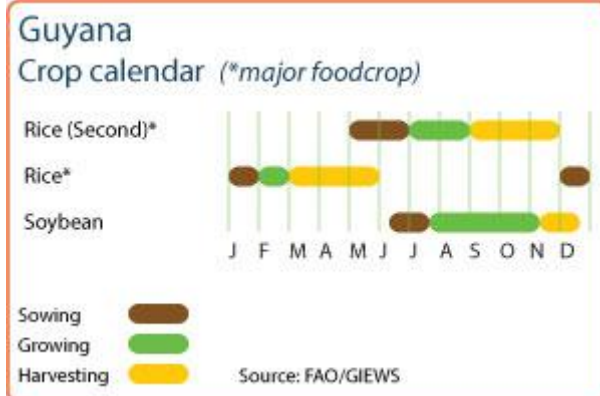 Guyana
Crop calendar (*major foodcrop)
Rice (Second)*
Rice*
Soybean
J F M A M J J A S O N D
Sowing
Growing
Harvesting Source: FAO/GIEWS